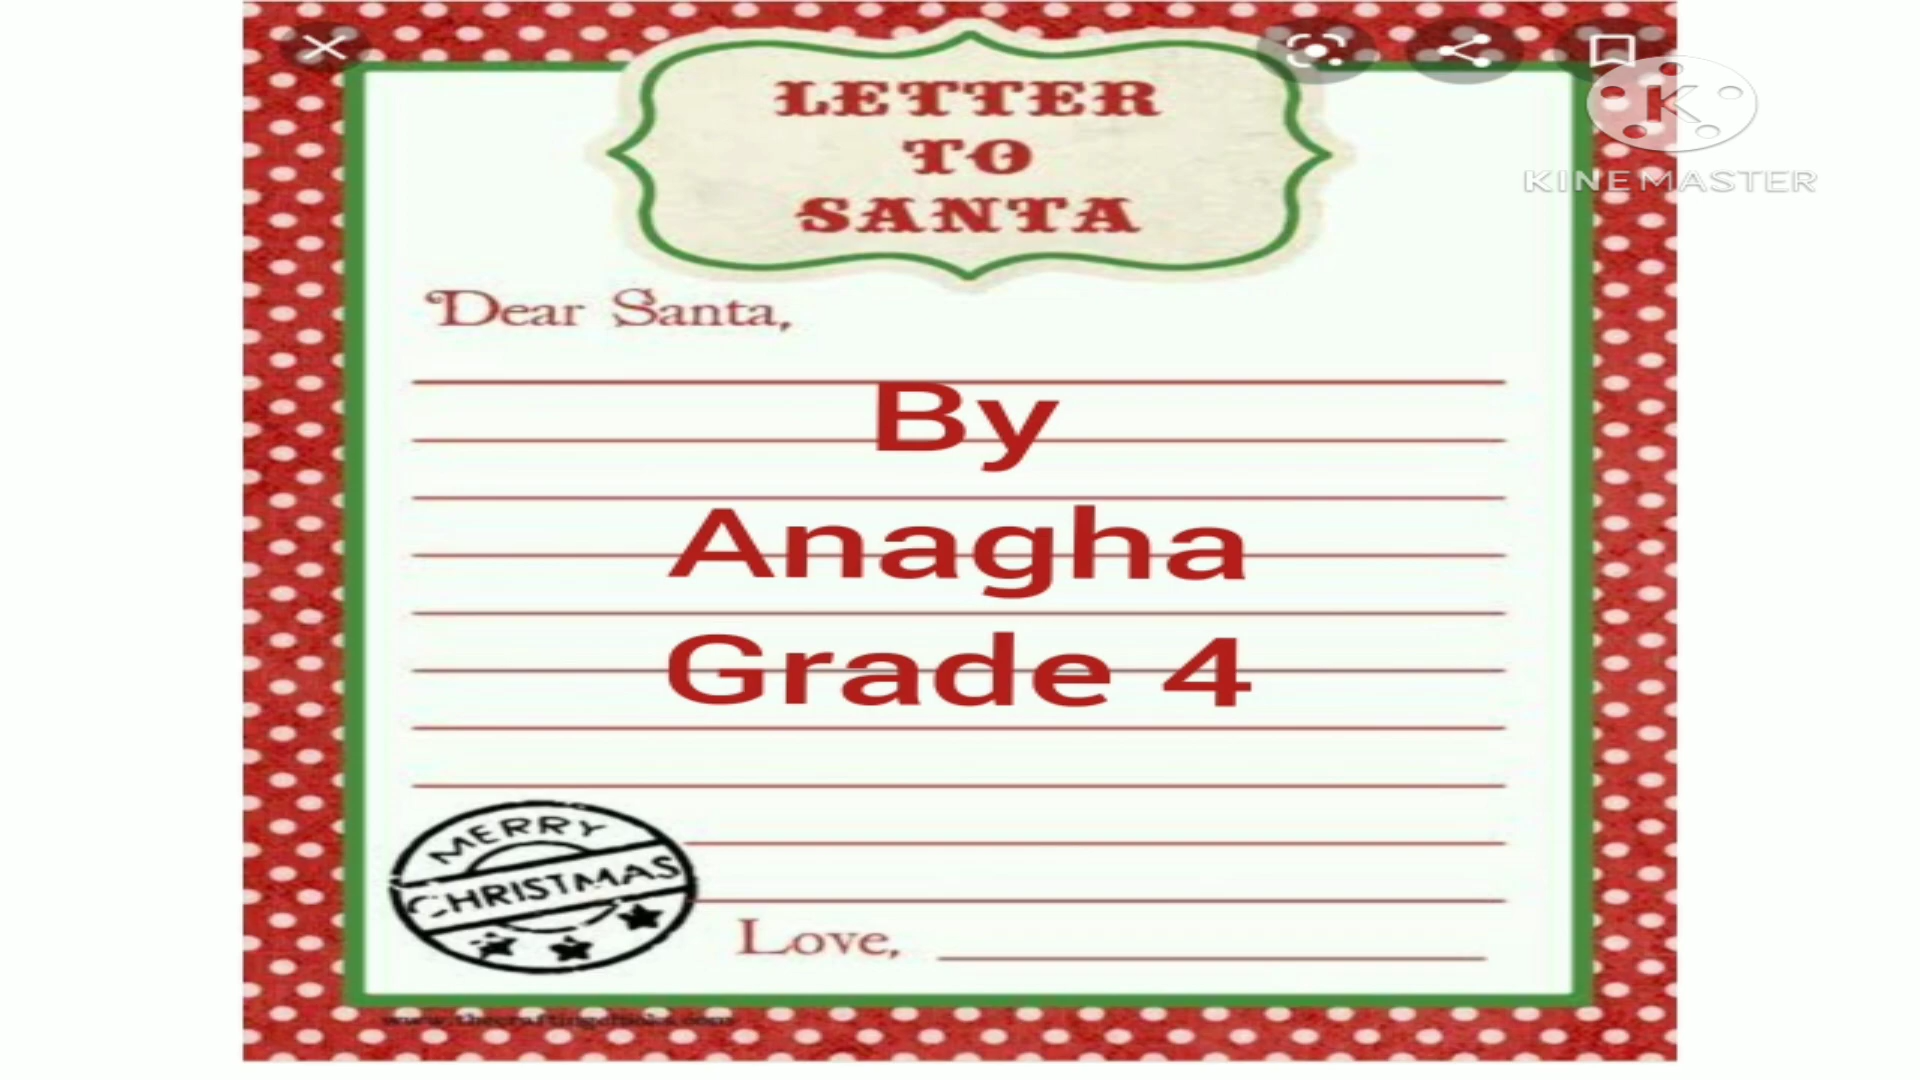 LETTER
TO
SANTA
K
KINEMASTER
Dear Santa,
By
Anagha
Grade 4
MERRY
CHRISTMAS
Love,